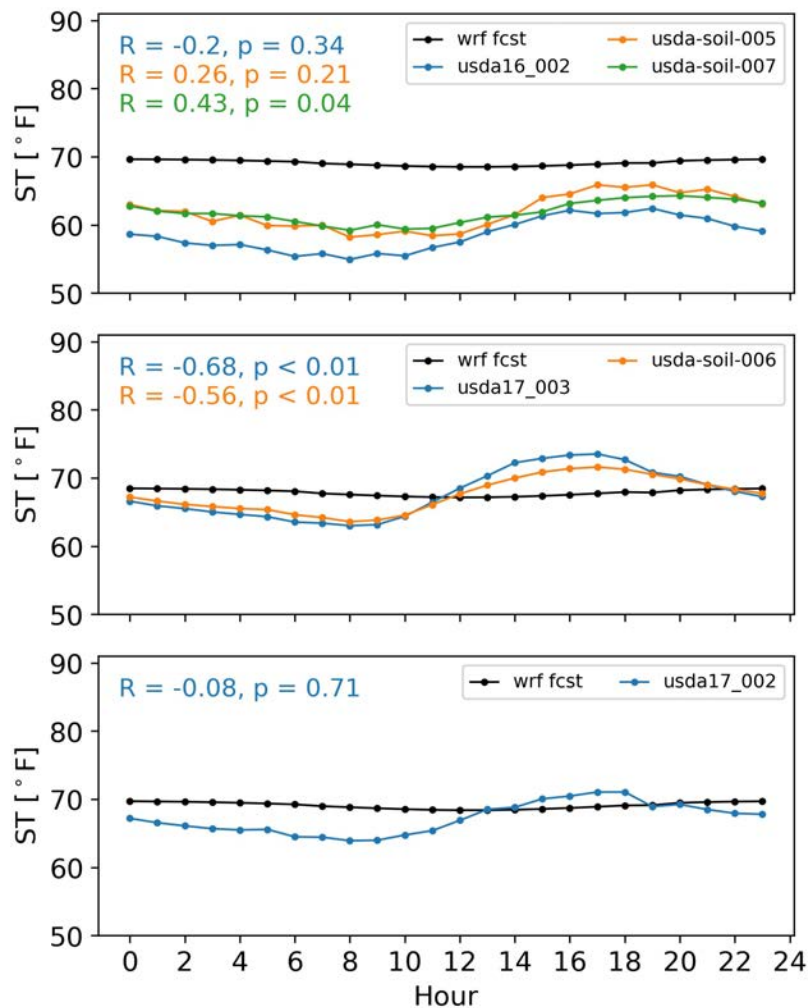 R = -0.2, p = 0.34
R = 0.26, p = 0.21
R = 0.43, p = 0.04
wrf fcst
usda16_002
usda-soil-005
usda-soil-007
ST [°F]
90
80
70
60
50
R = -0.68, p < 0.01
R = -0.56, p < 0.01
wrf fcst
usda17_003
usda-soil-006
ST [°F]
90
80
70
60
50
R = -0.08, p = 0.71
wrf fcst
usda17_002
ST [°F]
90
80
70
60
50
0 2 4 6 8 10 12 14 16 18 20 22 24
Hour